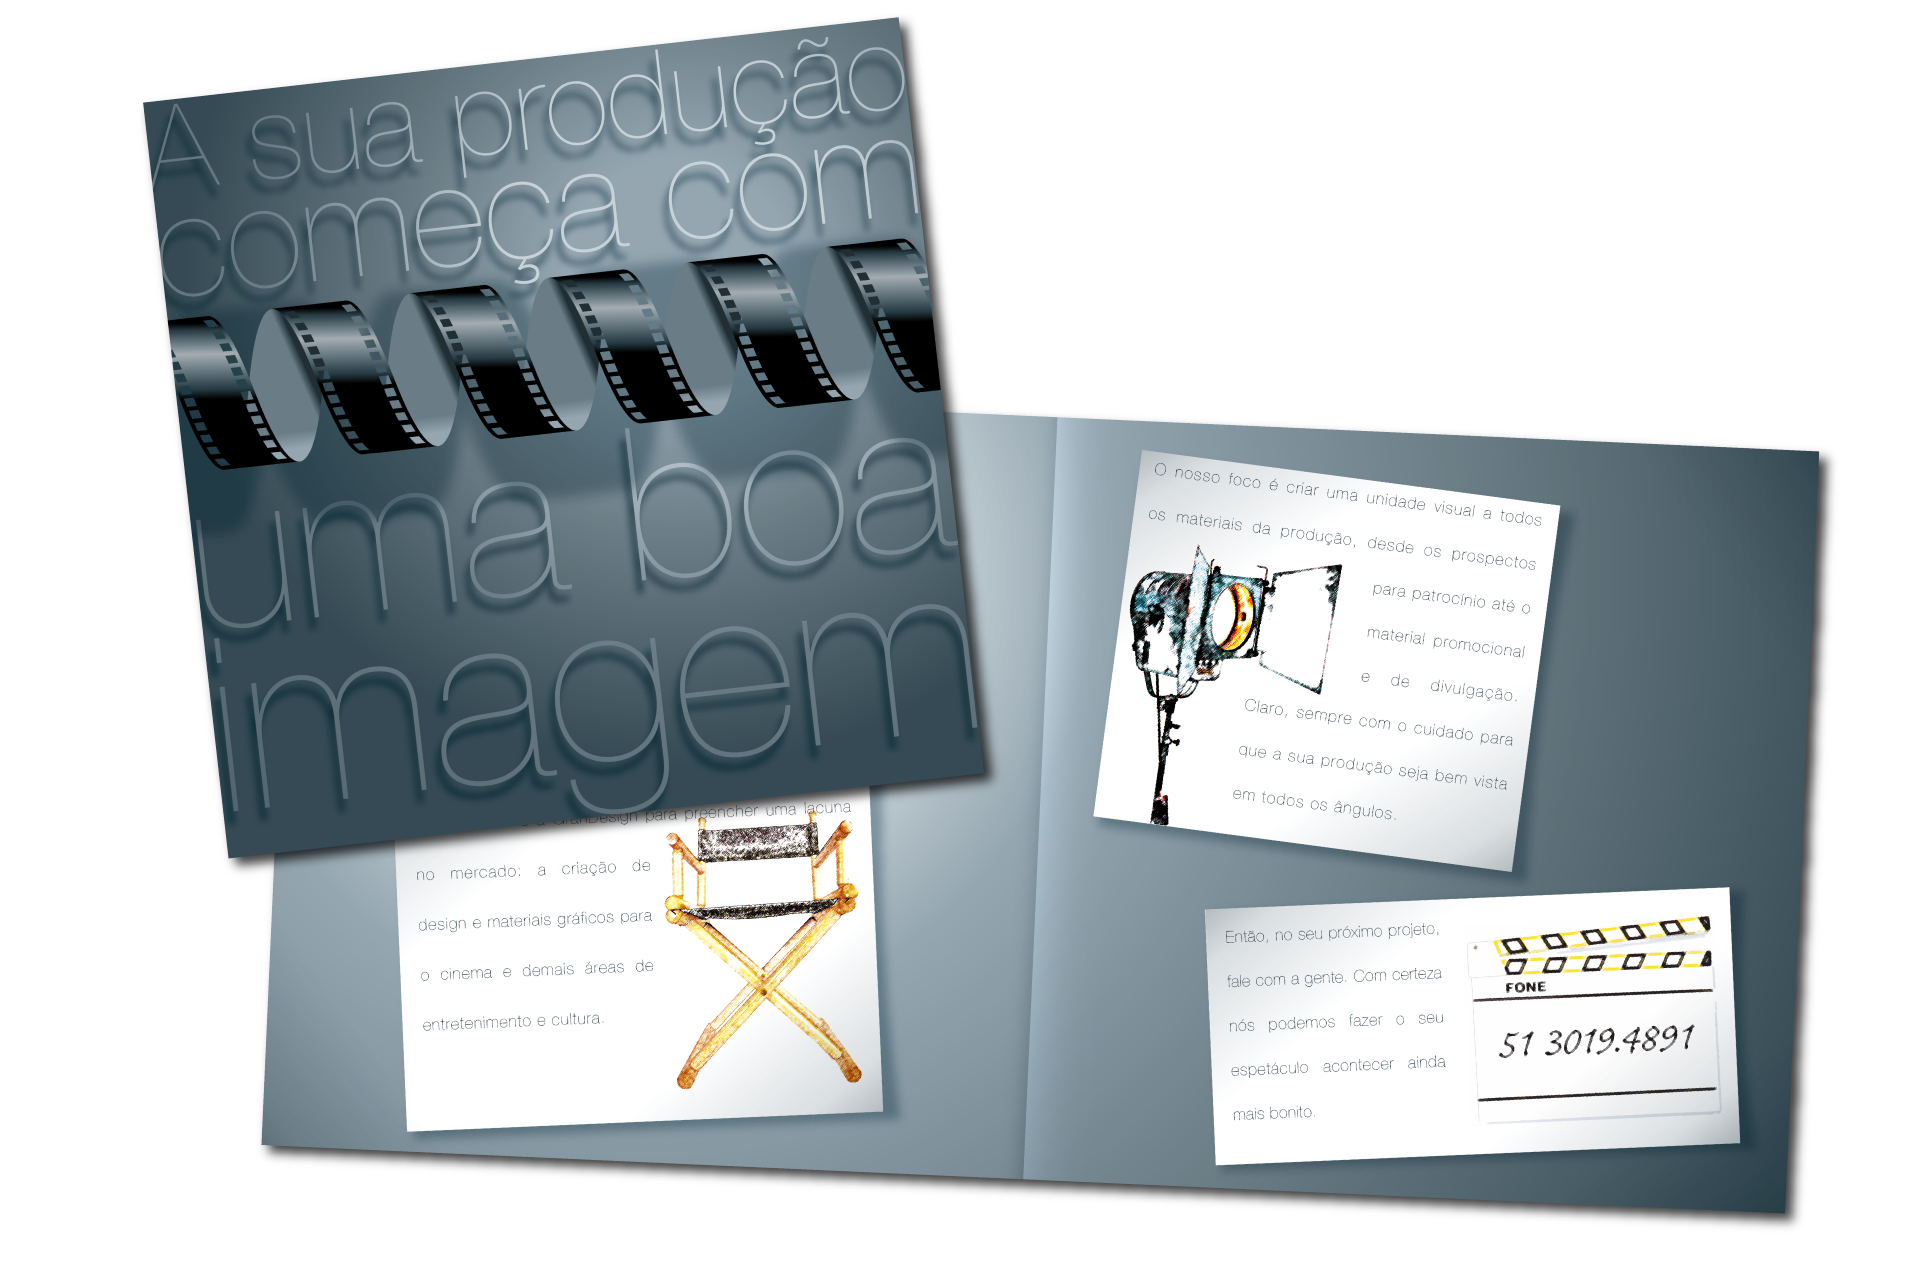 A sua produção
começa com
uma boa
imagem
GranDesign para preencher uma lacuna
no mercado: a criação de
design e materiais gráficos para
o cinema e demais áreas de
entretenimento e cultura.
O nosso foco é criar uma unidade visual a todos
os materiais da produção, desde os prospectos
para patrocínio até o
material promocional
e de divulgação.
Claro, sempre com o cuidado para
que a sua produção seja bem vista
em todos os ângulos.
Então, no seu próximo projeto,
fale com a gente. Com certeza
nós podemos fazer o seu
espetáculo acontecer ainda
mais bonito.
FONE
51 3019.4891